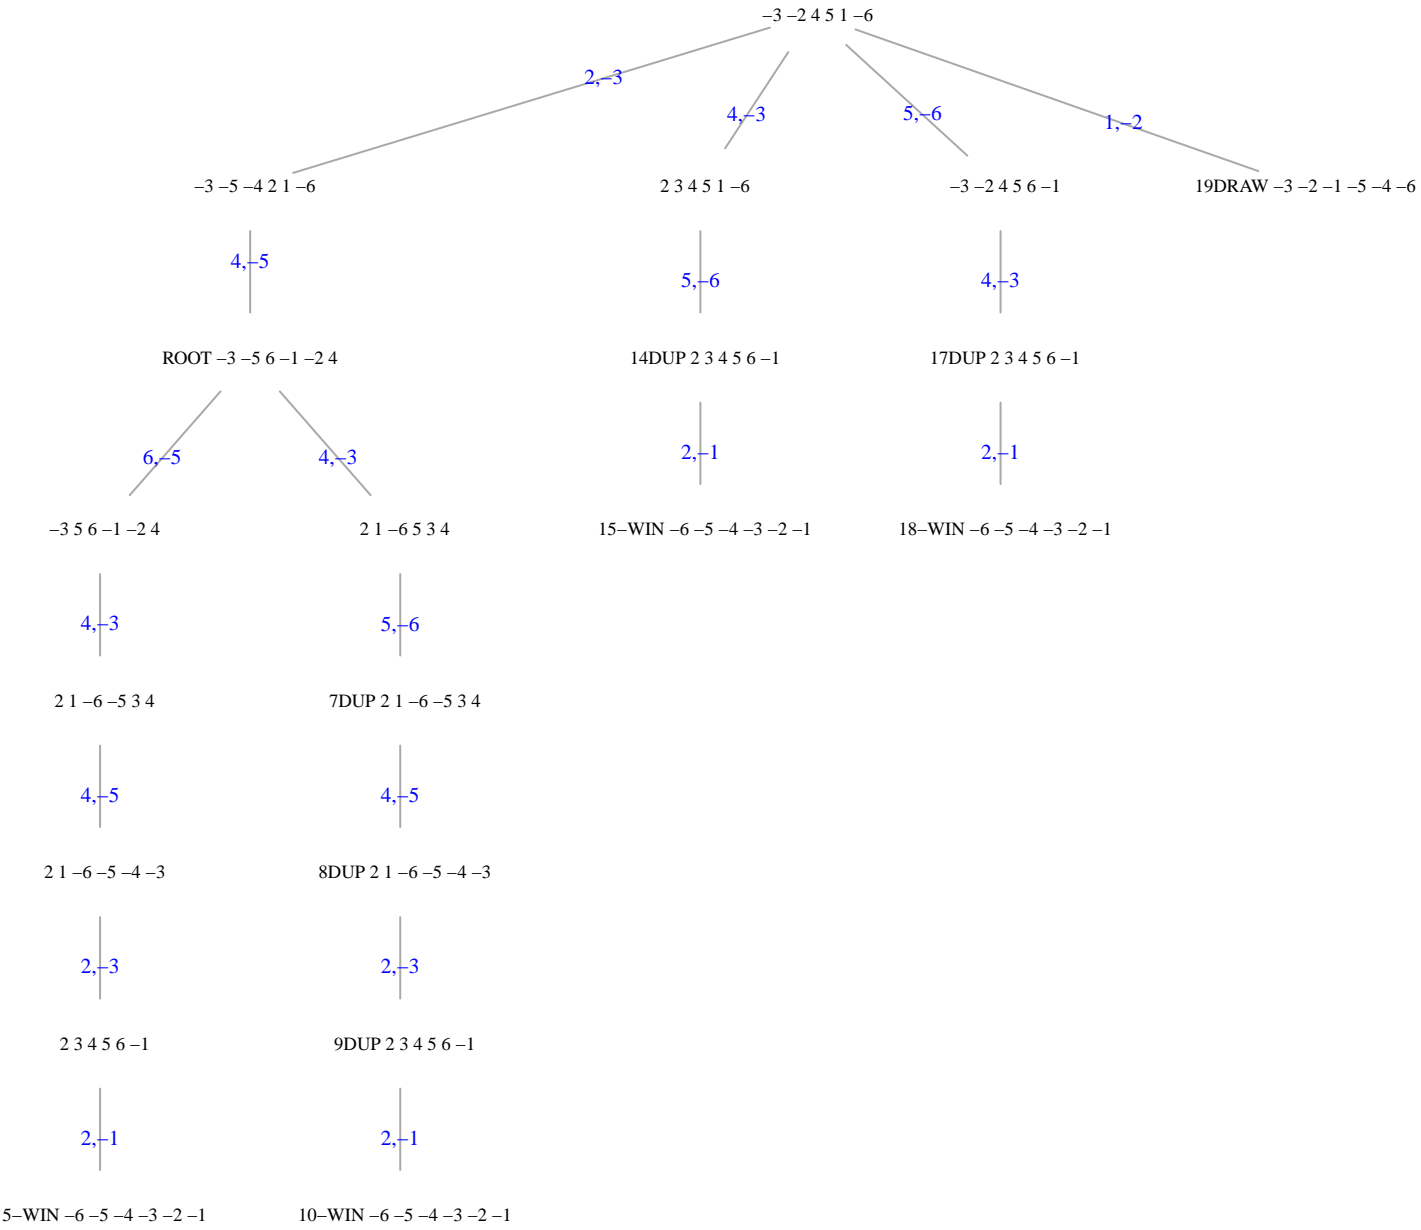 –3 –2 4 5 1 –6
2,–3
4,–3
5,–6
1,–2
–3 –5 –4 2 1 –6
2 3 4 5 1 –6
–3 –2 4 5 6 –1
19DRAW –3 –2 –1 –5 –4 –6
4,–5
5,–6
4,–3
ROOT –3 –5 6 –1 –2 4
14DUP 2 3 4 5 6 –1
17DUP 2 3 4 5 6 –1
6,–5
4,–3
2,–1
2,–1
–3 5 6 –1 –2 4
2 1 –6 5 3 4
15–WIN –6 –5 –4 –3 –2 –1
18–WIN –6 –5 –4 –3 –2 –1
4,–3
5,–6
2 1 –6 –5 3 4
7DUP 2 1 –6 –5 3 4
4,–5
4,–5
2 1 –6 –5 –4 –3
8DUP 2 1 –6 –5 –4 –3
2,–3
2,–3
2 3 4 5 6 –1
9DUP 2 3 4 5 6 –1
2,–1
2,–1
5–WIN –6 –5 –4 –3 –2 –1
10–WIN –6 –5 –4 –3 –2 –1